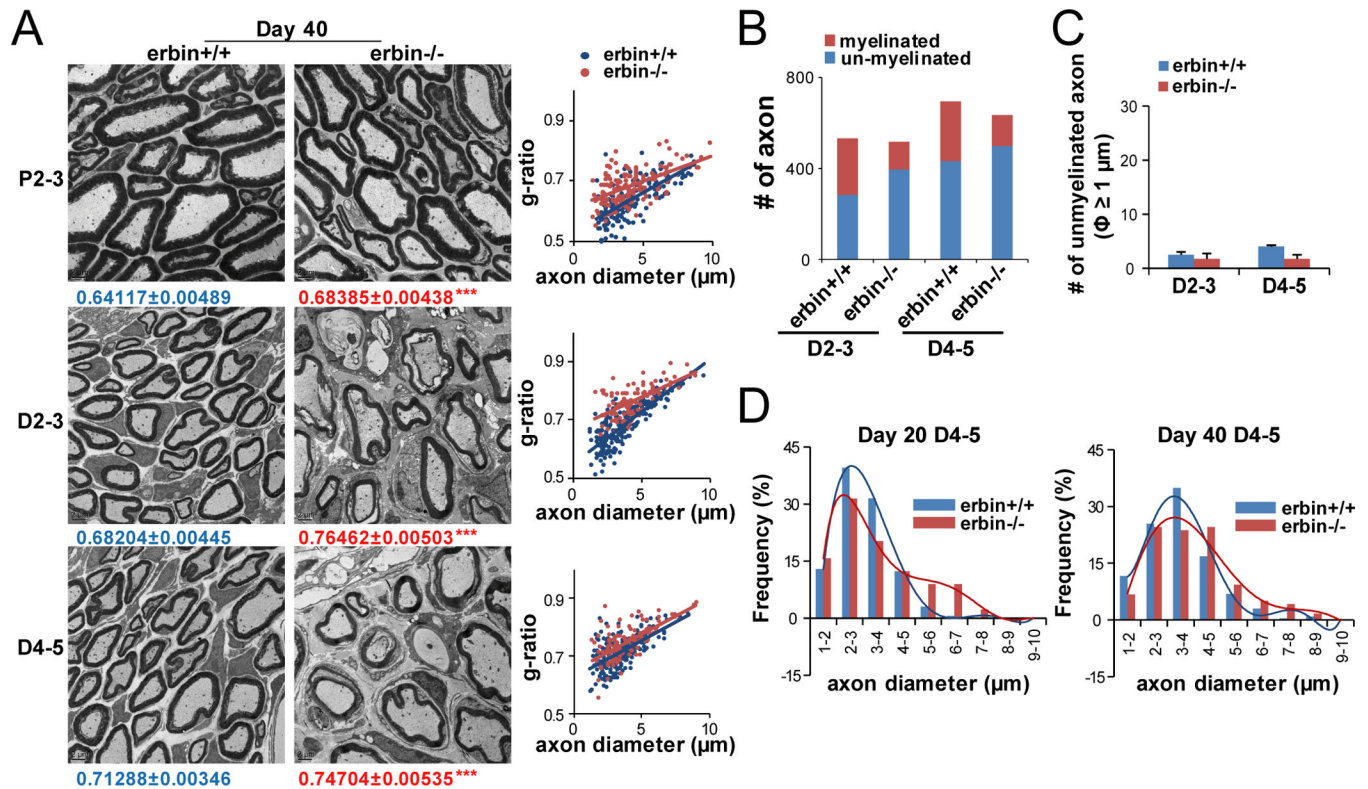 A
Day 40
erbin+/+
erbin-/-
P2-3
0.64117±0.00489
0.68385±0.00438***
D2-3
0.68204±0.00445
0.76462±0.00503***
D4-5
0.71288±0.00346
0.74704±0.00535***
erbin+/+
erbin-/-
g-ratio
0.9
0.7
0.5
0
5
10
axon diameter (μm)
g-ratio
0.9
0.7
0.5
0
5
10
axon diameter (μm)
g-ratio
0.9
0.7
0.5
0
5
10
axon diameter (μm)
B
myelinated
un-myelinated
# of axon
800
400
0
erbin+/+
erbin-/-
erbin+/+
erbin-/-
D2-3
D4-5
C
erbin+/+
erbin-/-
# of unmyelinated axon
(Φ ≥ 1 μm)
30
20
10
0
D2-3
D4-5
D
Day 20 D4-5
erbin+/+
erbin-/-
Frequency (%)
45
30
15
0
-15
1-2
2-3
3-4
4-5
5-6
6-7
7-8
8-9
9-10
axon diameter (μm)
Day 40 D4-5
erbin+/+
erbin-/-
Frequency (%)
45
30
15
0
-15
1-2
2-3
3-4
4-5
5-6
6-7
7-8
8-9
9-10
axon diameter (μm)